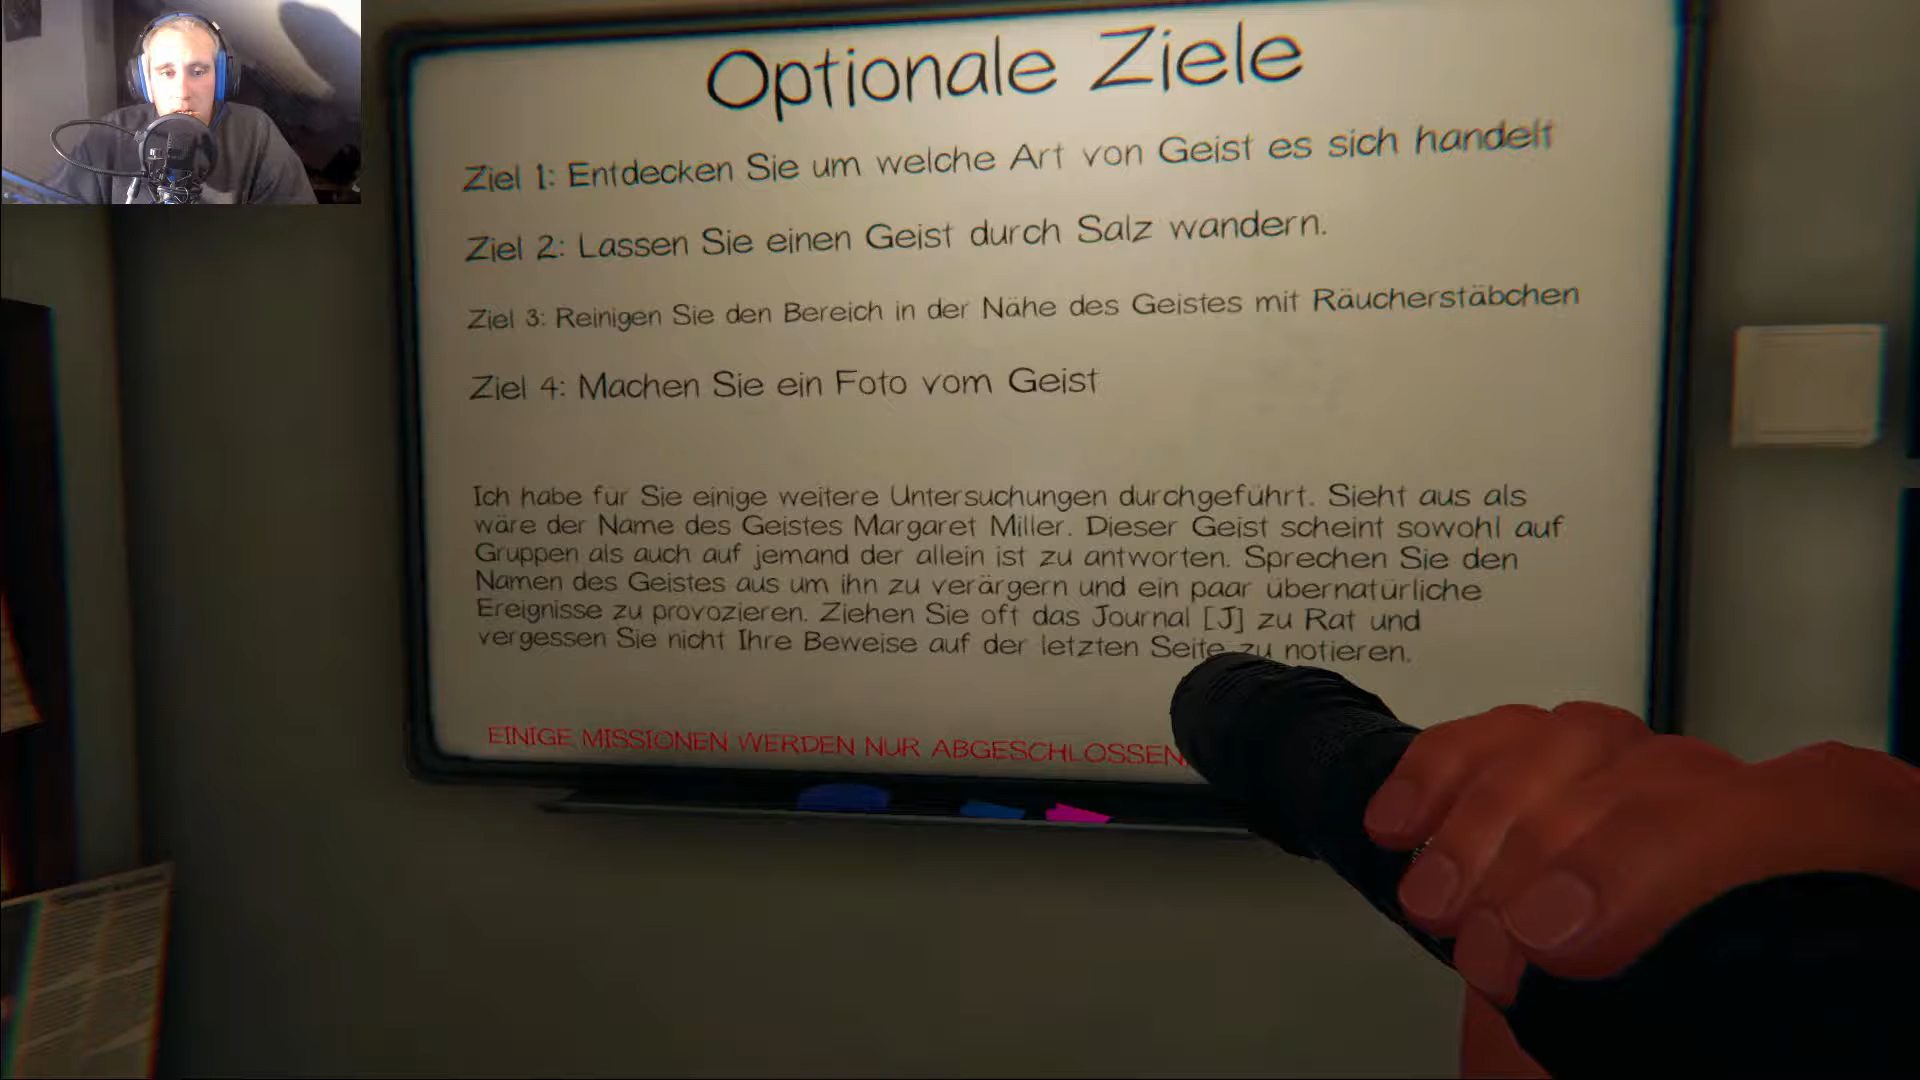 Optionale Ziele
Ziel 1: Entdecken Sie um welche Art von Geist es sich handelt
Ziel 2: Lassen Sie einen Geist durch Salz wandern.
Ziel 3: Reinigen Sie den Bereich in der Nähe des Geistes mit Räucherstäbchen
Ziel 4: Machen Sie ein Foto vom Geist
Ich habe für Sie einige weitere Untersuchungen durchgeführt. Sieht aus als
wäre der Name des Geistes Margaret Miller. Dieser Geist scheint sowohl auf
Gruppen als auch auf jemand der allein ist zu antworten. Sprechen Sie den
Namen des Geistes aus um ihn zu verärgern und ein paar übernatürliche
Ereignisse zu provozieren. Ziehen Sie oft das Journal [J] zu Rat und
vergessen Sie nicht Ihre Beweise auf der letzten Seite zu notieren.
EINIGE MISSIONEN WERDEN NUR ABGESCHLOSSEN,